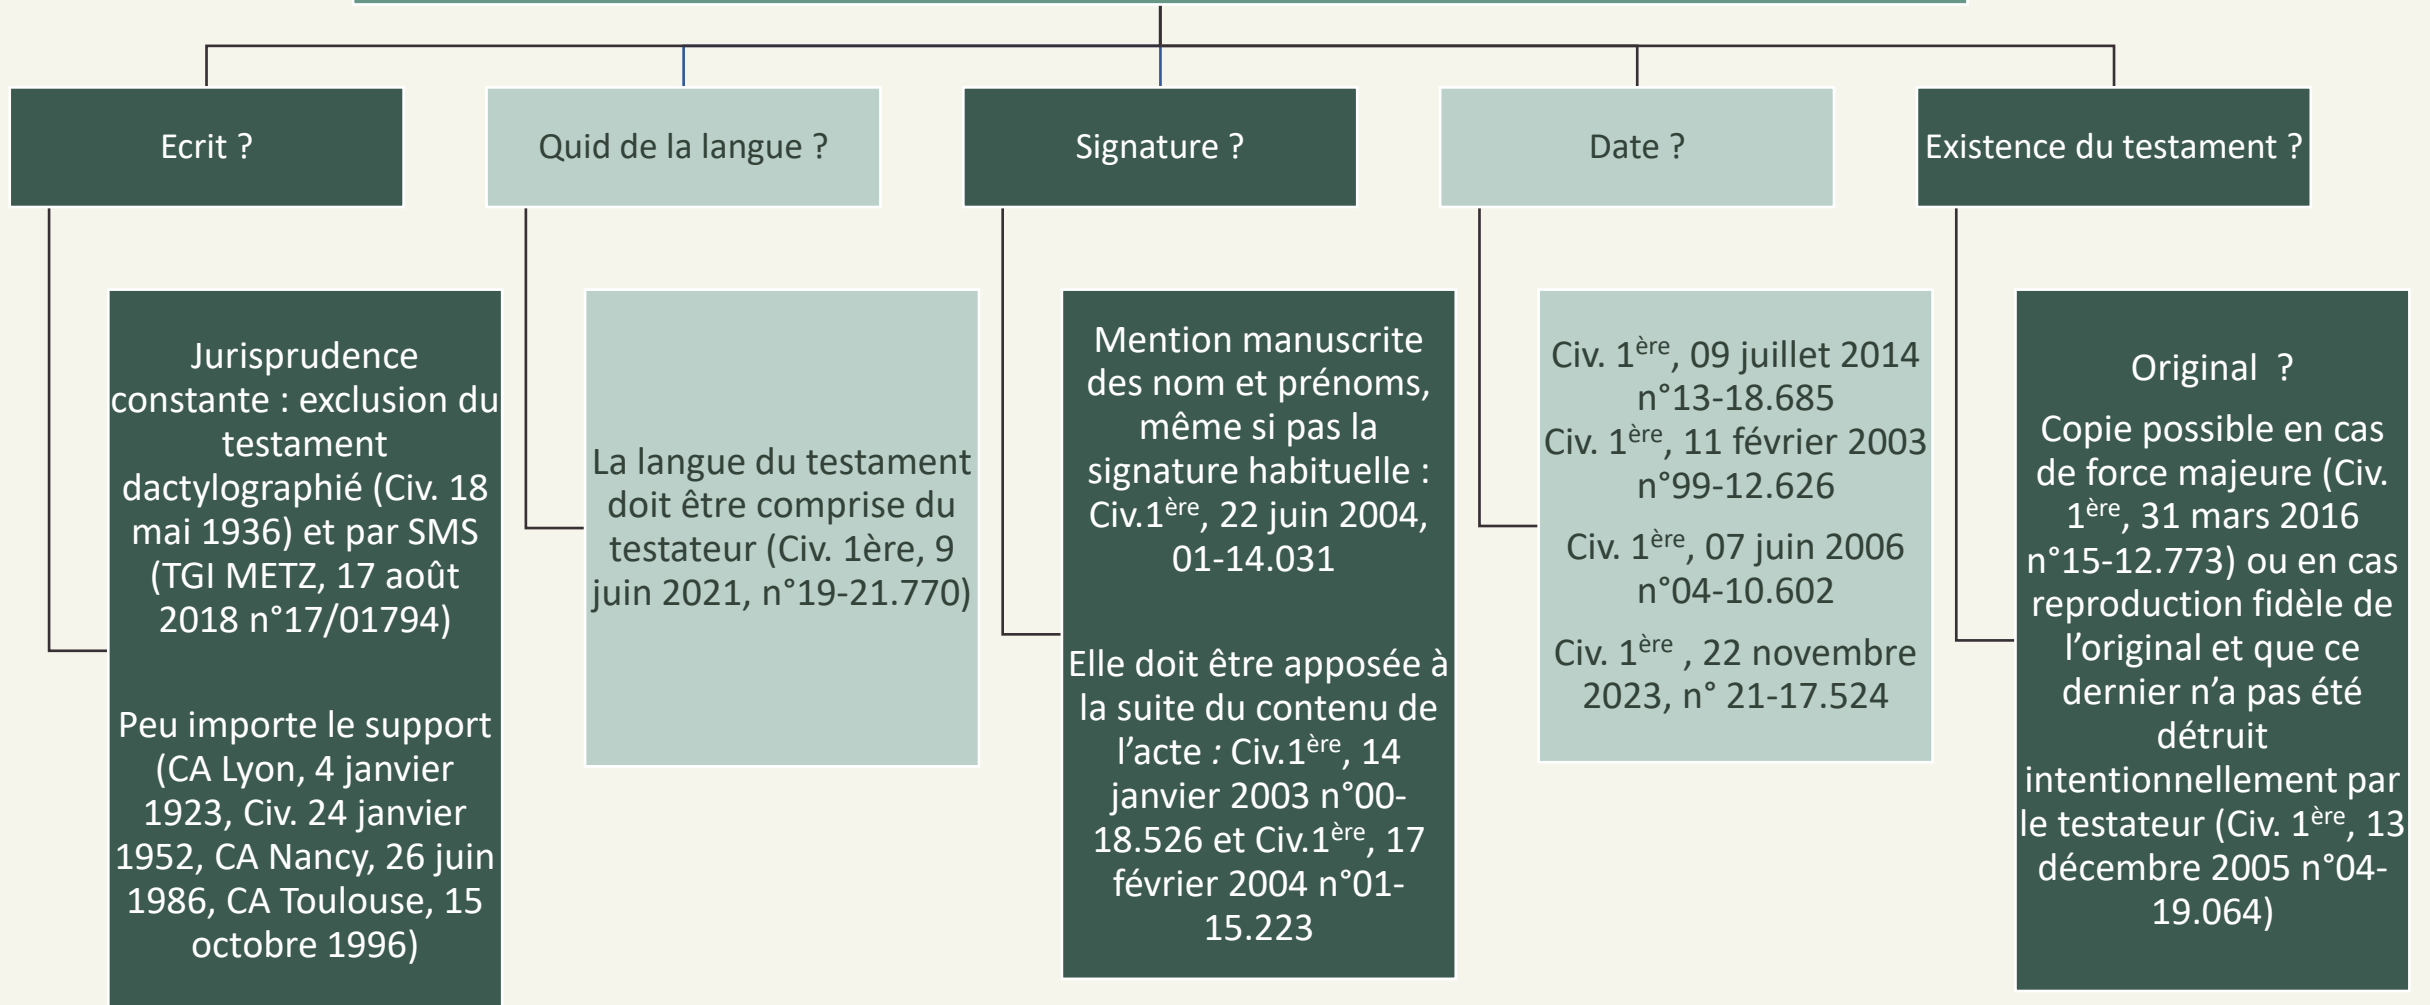 Ecrit ?
Quid de la langue ?
Signature ?
Date ?
Existence du testament ?
Jurisprudence
constante : exclusion du
testament
dactylographié (Civ. 18
mai 1936) et par SMS
(TGI METZ, 17 août
2018 n°17/01794)
Peu importe le support
(CA Lyon, 4 janvier
1923, Civ. 24 janvier
1952, CA Nancy, 26 juin
1986, CA Toulouse, 15
octobre 1996)
La langue du testament
doit être comprise du
testateur (Civ. 1ère, 9
juin 2021, n°19-21.770)
Mention manuscrite
des nom et prénoms,
même si pas la
signature habituelle :
Civ.1ère, 22 juin 2004,
01-14.031
Elle doit être apposée à
la suite du contenu de
l’acte : Civ.1ère, 14
janvier 2003 n°00-
18.526 et Civ.1ère, 17
février 2004 n°01-
15.223
Civ. 1ère, 09 juillet 2014
n°13-18.685
Civ. 1ère, 11 février 2003
n°99-12.626
Civ. 1ère, 07 juin 2006
n°04-10.602
Civ. 1ère , 22 novembre
2023, n° 21-17.524
Original  ?
Copie possible en cas
de force majeure (Civ.
1ère, 31 mars 2016
n°15-12.773) ou en cas
reproduction fidèle de
l’original et que ce
dernier n’a pas été
détruit
intentionnellement par
le testateur (Civ. 1ère, 13
décembre 2005 n°04-
19.064)